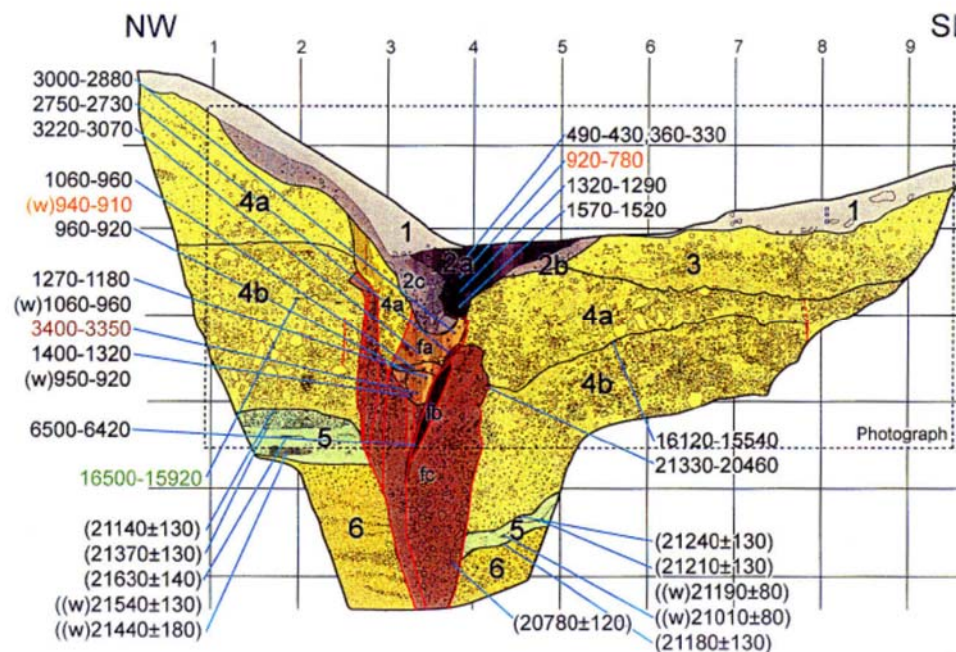 NW
1 2 3 4 5 6 7 8 9
3000-2880
2750-2730
3220-3070
1060-960
(w)940-910
960-920
1270-1180
(w)1060-960
3400-3350
1400-1320
(w)950-920
6500-6420
16500-15920
(21140±130)
(21370±130)
(21630±140)
((w)21540±130)
((w)21440±180)
490-430,360-330
920-780
1320-1290
1570-1520
4a
1
2a
2b
2c
4a
3
1
4b
fa
4a
4b
fb
5
fc
Photograph
16120-15540
21330-20460
6
5
6
(21240±130)
(21210±130)
((w)21190±80)
((w)21010±80)
(20780±120)
(21180±130)